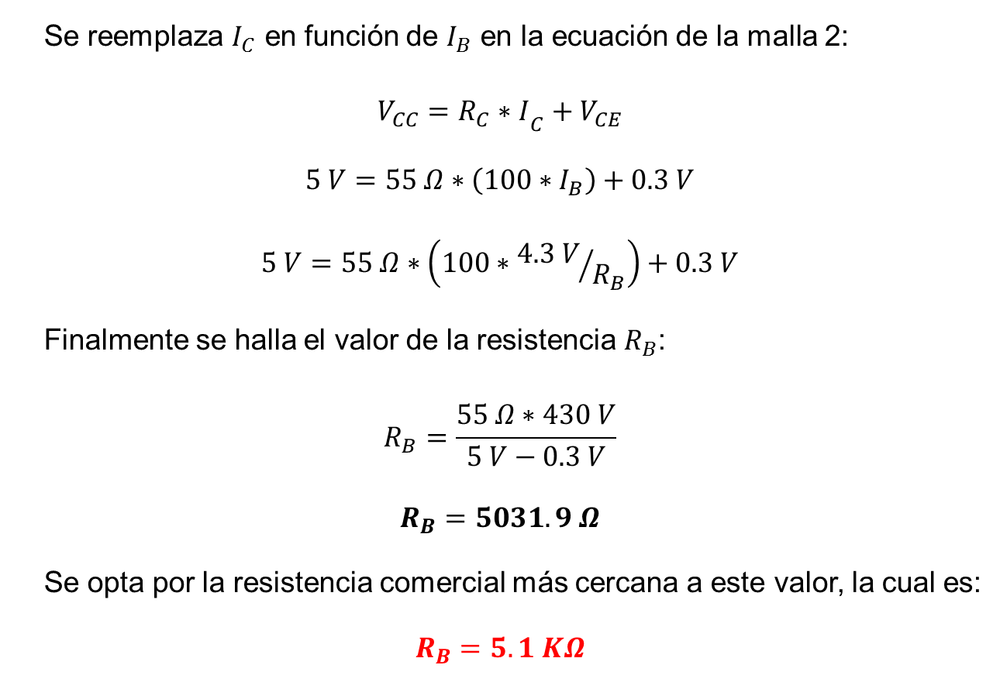 Se reemplaza I_C en función de I_B en la ecuación de la malla 2:
V_CC = R_C * I_C + V_CE
5 V = 55 Ω * (100 * I_B) + 0.3 V
5 V = 55 Ω * (100 * 4.3 V/R_B) + 0.3 V
Finalmente se halla el valor de la resistencia R_B:
R_B = (55 Ω * 430 V)/(5 V − 0.3 V)
R_B = 5031.9 Ω
Se opta por la resistencia comercial más cercana a este valor, la cual es:
R_B = 5.1 KΩ